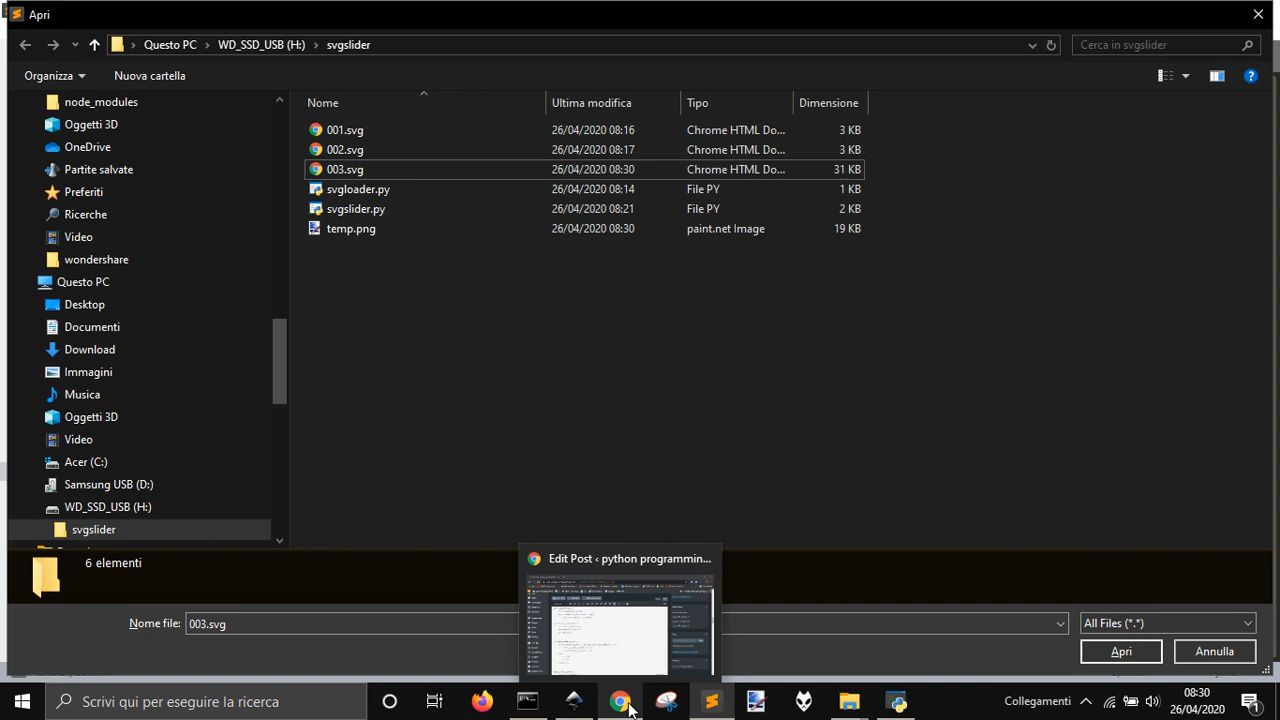 Apri
Questo PC
WD_SSD_USB (H:)
svgslider
Cerca in svgslider
Organizza
Nuova cartella
node_modules
Oggetti 3D
OneDrive
Partite salvate
Preferiti
Ricerche
Video
wondershare
Questo PC
Desktop
Documenti
Download
Immagini
Musica
Oggetti 3D
Video
Acer (C:)
Samsung USB (D:)
WD_SSD_USB (H:)
svgslider
Nome Ultima modifica Tipo Dimensione
001.svg 26/04/2020 08:16 Chrome HTML Do... 3 KB
002.svg 26/04/2020 08:17 Chrome HTML Do... 3 KB
003.svg 26/04/2020 08:30 Chrome HTML Do... 31 KB
svgloader.py 26/04/2020 08:14 File PY 1 KB
svgslider.py 26/04/2020 08:21 File PY 2 KB
temp.png 26/04/2020 08:30 paint.net Image 19 KB
6 elementi
Edit Post ‹ python programmin...
Nome file: 003.svg
All Files (*.*)
Apri
Annulla
rivi qui per eseguire la ricerca
Collegamenti
08:30
26/04/2020
1